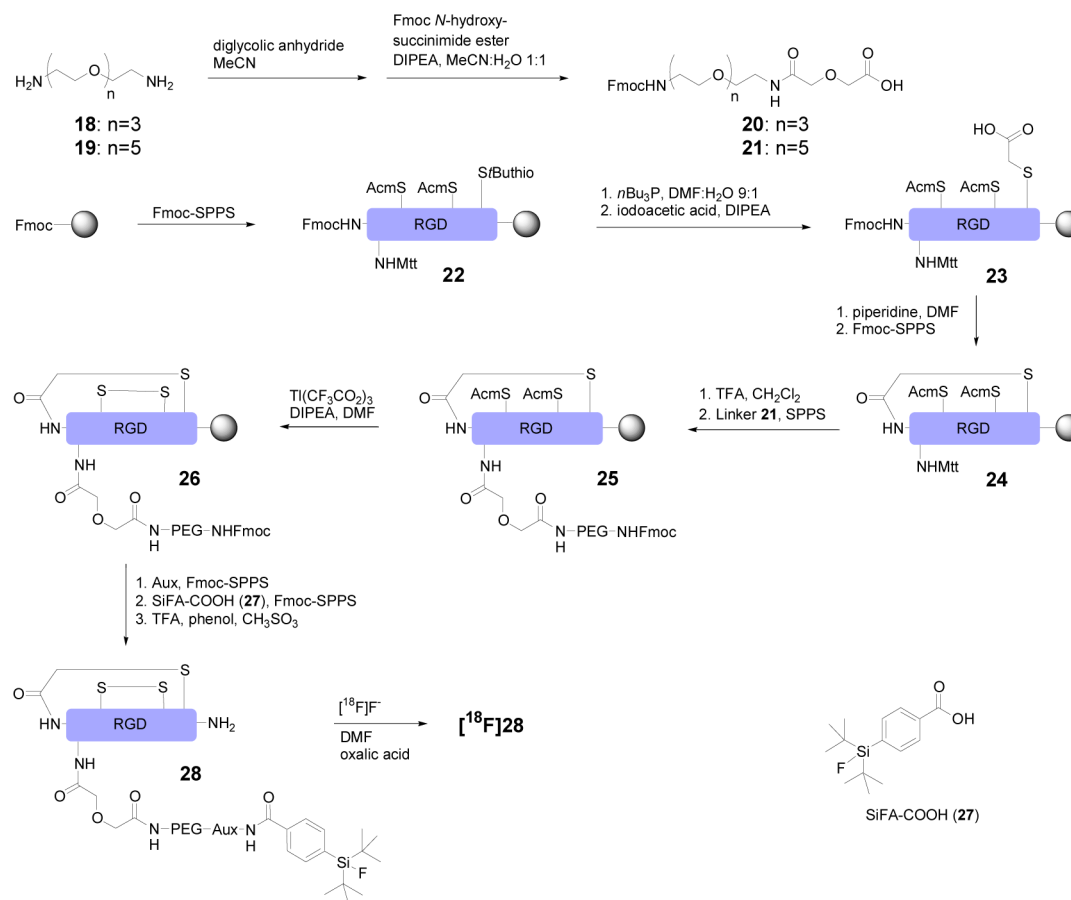 H₂N
O
n
NH₂
18: n=3
19: n=5
diglycolic anhydride
MeCN
Fmoc N-hydroxy-
succinimide ester
DIPEA, MeCN:H₂O 1:1
FmocHN
O
n
N
H
O
O
O
OH
20: n=3
21: n=5
Fmoc
Fmoc-SPPS
AcmS
AcmS
StButhio
FmocHN
RGD
NHMtt
22
1. nBu₃P, DMF:H₂O 9:1
2. iodoacetic acid, DIPEA
HO
O
S
AcmS
AcmS
FmocHN
RGD
NHMtt
23
1. piperidine, DMF
2. Fmoc-SPPS
O
S
AcmS
AcmS
HN
RGD
NHMtt
24
1. TFA, CH₂Cl₂
2. Linker 21, SPPS
O
S
AcmS
AcmS
HN
RGD
NH
25
O
O
O
N
H
PEG
NHFmoc
Tl(CF₃CO₂)₃
DIPEA, DMF
O
S
S
S
HN
RGD
NH
26
O
O
O
N
H
PEG
NHFmoc
1. Aux, Fmoc-SPPS
2. SiFA-COOH (27), Fmoc-SPPS
3. TFA, phenol, CH₃SO₃
O
S
S
S
HN
RGD
NH₂
NH
28
O
O
O
N
H
PEG
Aux
N
H
O
Si
F
[¹⁸F]F⁻
DMF
oxalic acid
[¹⁸F]28
O
OH
Si
F
SiFA-COOH (27)